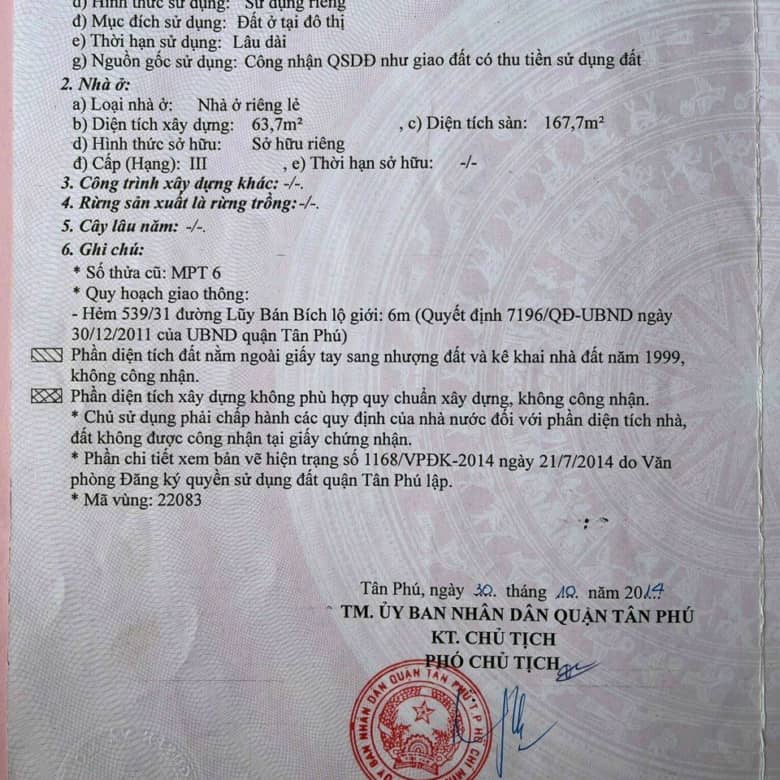 d) Hình thức sử dụng: Sử dụng riêng
đ) Mục đích sử dụng: Đất ở tại đô thị
e) Thời hạn sử dụng: Lâu dài
g) Nguồn gốc sử dụng: Công nhận QSDĐ như giao đất có thu tiền sử dụng đất
2. Nhà ở:
a) Loại nhà ở: Nhà ở riêng lẻ
b) Diện tích xây dựng: 63,7m² , c) Diện tích sàn: 167,7m²
d) Hình thức sở hữu: Sở hữu riêng
đ) Cấp (Hạng): III , e) Thời hạn sở hữu: -/-
3. Công trình xây dựng khác: -/-.
4. Rừng sản xuất là rừng trồng: -/-.
5. Cây lâu năm: -/-.
6. Ghi chú:
* Số thửa cũ: MPT 6
* Quy hoạch giao thông:
- Hẻm 539/31 đường Lũy Bán Bích lộ giới: 6m (Quyết định 7196/QĐ-UBND ngày
30/12/2011 của UBND quận Tân Phú)
Phần diện tích đất nằm ngoài giấy tay sang nhượng đất và kê khai nhà đất năm 1999,
không công nhận.
Phần diện tích xây dựng không phù hợp quy chuẩn xây dựng, không công nhận.
* Chủ sử dụng phải chấp hành các quy định của nhà nước đối với phần diện tích nhà,
đất không được công nhận tại giấy chứng nhận.
* Phần chi tiết xem bản vẽ hiện trạng số 1168/VPĐK-2014 ngày 21/7/2014 do Văn
phòng Đăng ký quyền sử dụng đất quận Tân Phú lập.
* Mã vùng: 22083
Tân Phú, ngày 30 tháng 10 năm 2014
TM. ỦY BAN NHÂN DÂN QUẬN TÂN PHÚ
KT. CHỦ TỊCH
PHÓ CHỦ TỊCH
ỦY BAN NHÂN DÂN QUẬN TÂN PHÚ T.P HỒ CHÍ MINH